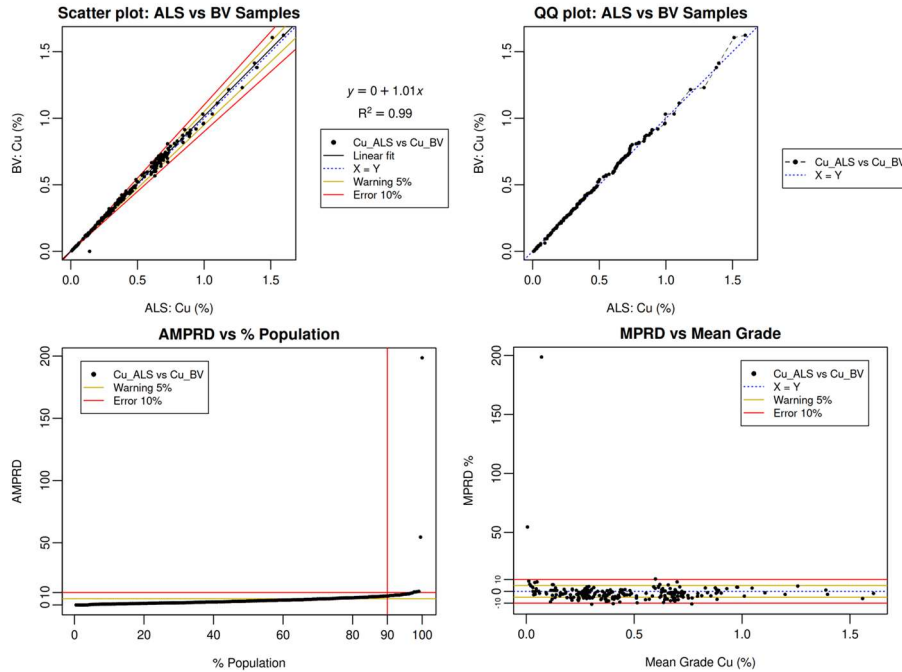 Scatter plot: ALS vs BV Samples
BV: Cu (%)
1.5
1.0
0.5
0.0
0.0 0.5 1.0 1.5
ALS: Cu (%)
y = 0 + 1.01x
R² = 0.99
Cu_ALS vs Cu_BV
Linear fit
X = Y
Warning 5%
Error 10%
QQ plot: ALS vs BV Samples
BV: Cu (%)
1.5
1.0
0.5
0.0
0.0 0.5 1.0 1.5
ALS: Cu (%)
Cu_ALS vs Cu_BV
X = Y
AMPRD vs % Population
AMPRD
200
150
100
50
0 10
0 20 40 60 80 90 100
% Population
Cu_ALS vs Cu_BV
Warning 5%
Error 10%
MPRD vs Mean Grade
MPRD %
200
150
100
50
-10 0 10
0.0 0.5 1.0 1.5
Mean Grade Cu (%)
Cu_ALS vs Cu_BV
X = Y
Warning 5%
Error 10%